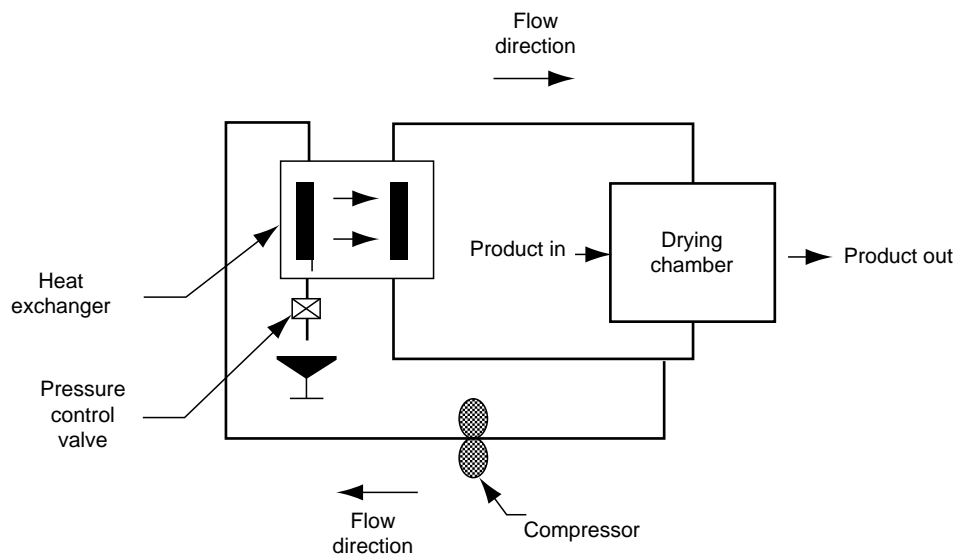 Flow
direction
Product in
Drying
chamber
Product out
Heat
exchanger
Pressure
control
valve
Flow
direction
Compressor